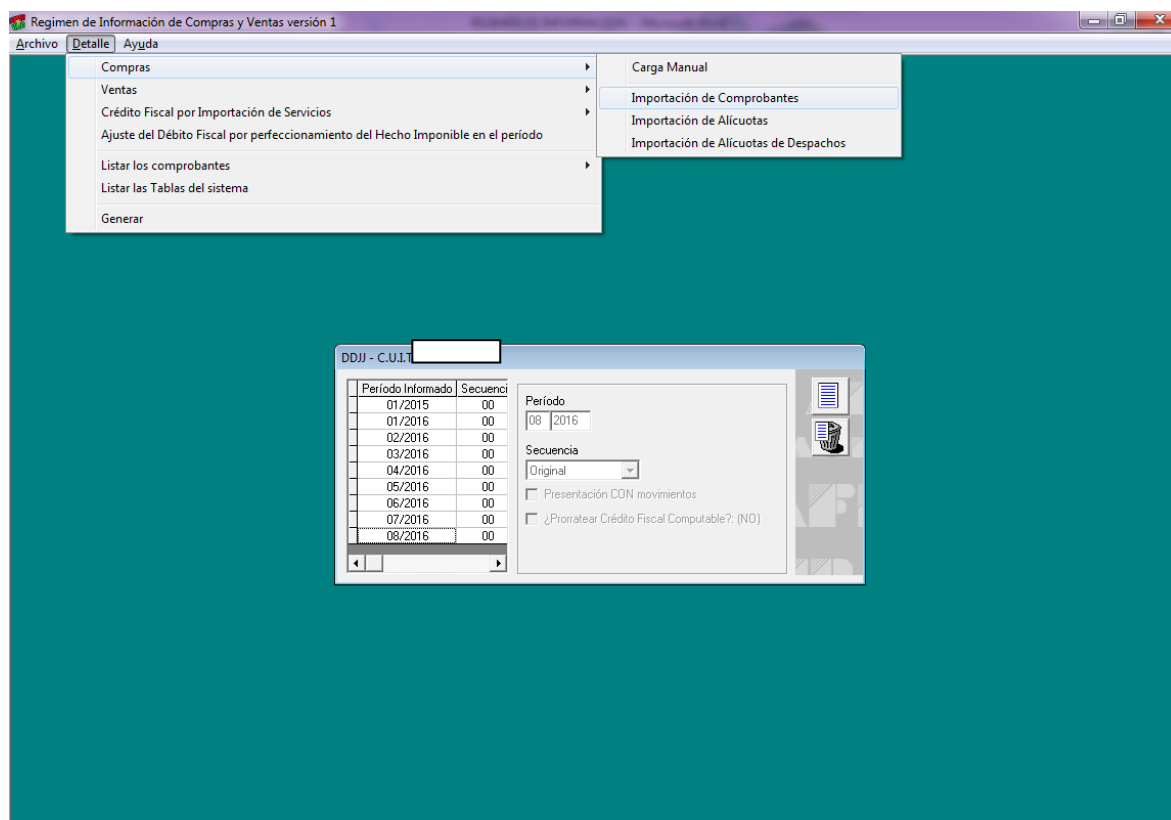 Regimen de Información de Compras y Ventas versión 1
Archivo Detalle Ayuda
Compras
Ventas
Crédito Fiscal por Importación de Servicios
Ajuste del Débito Fiscal por perfeccionamiento del Hecho Imponible en el período
Listar los comprobantes
Listar las Tablas del sistema
Generar
Carga Manual
Importación de Comprobantes
Importación de Alícuotas
Importación de Alícuotas de Despachos
DDJJ - C.U.I.T
Período Informado Secuenci
01/2015 00
01/2016 00
02/2016 00
03/2016 00
04/2016 00
05/2016 00
06/2016 00
07/2016 00
08/2016 00
Período
08 2016
Secuencia
Original
Presentación CON movimientos
¿Prorratear Crédito Fiscal Computable?: (NO)